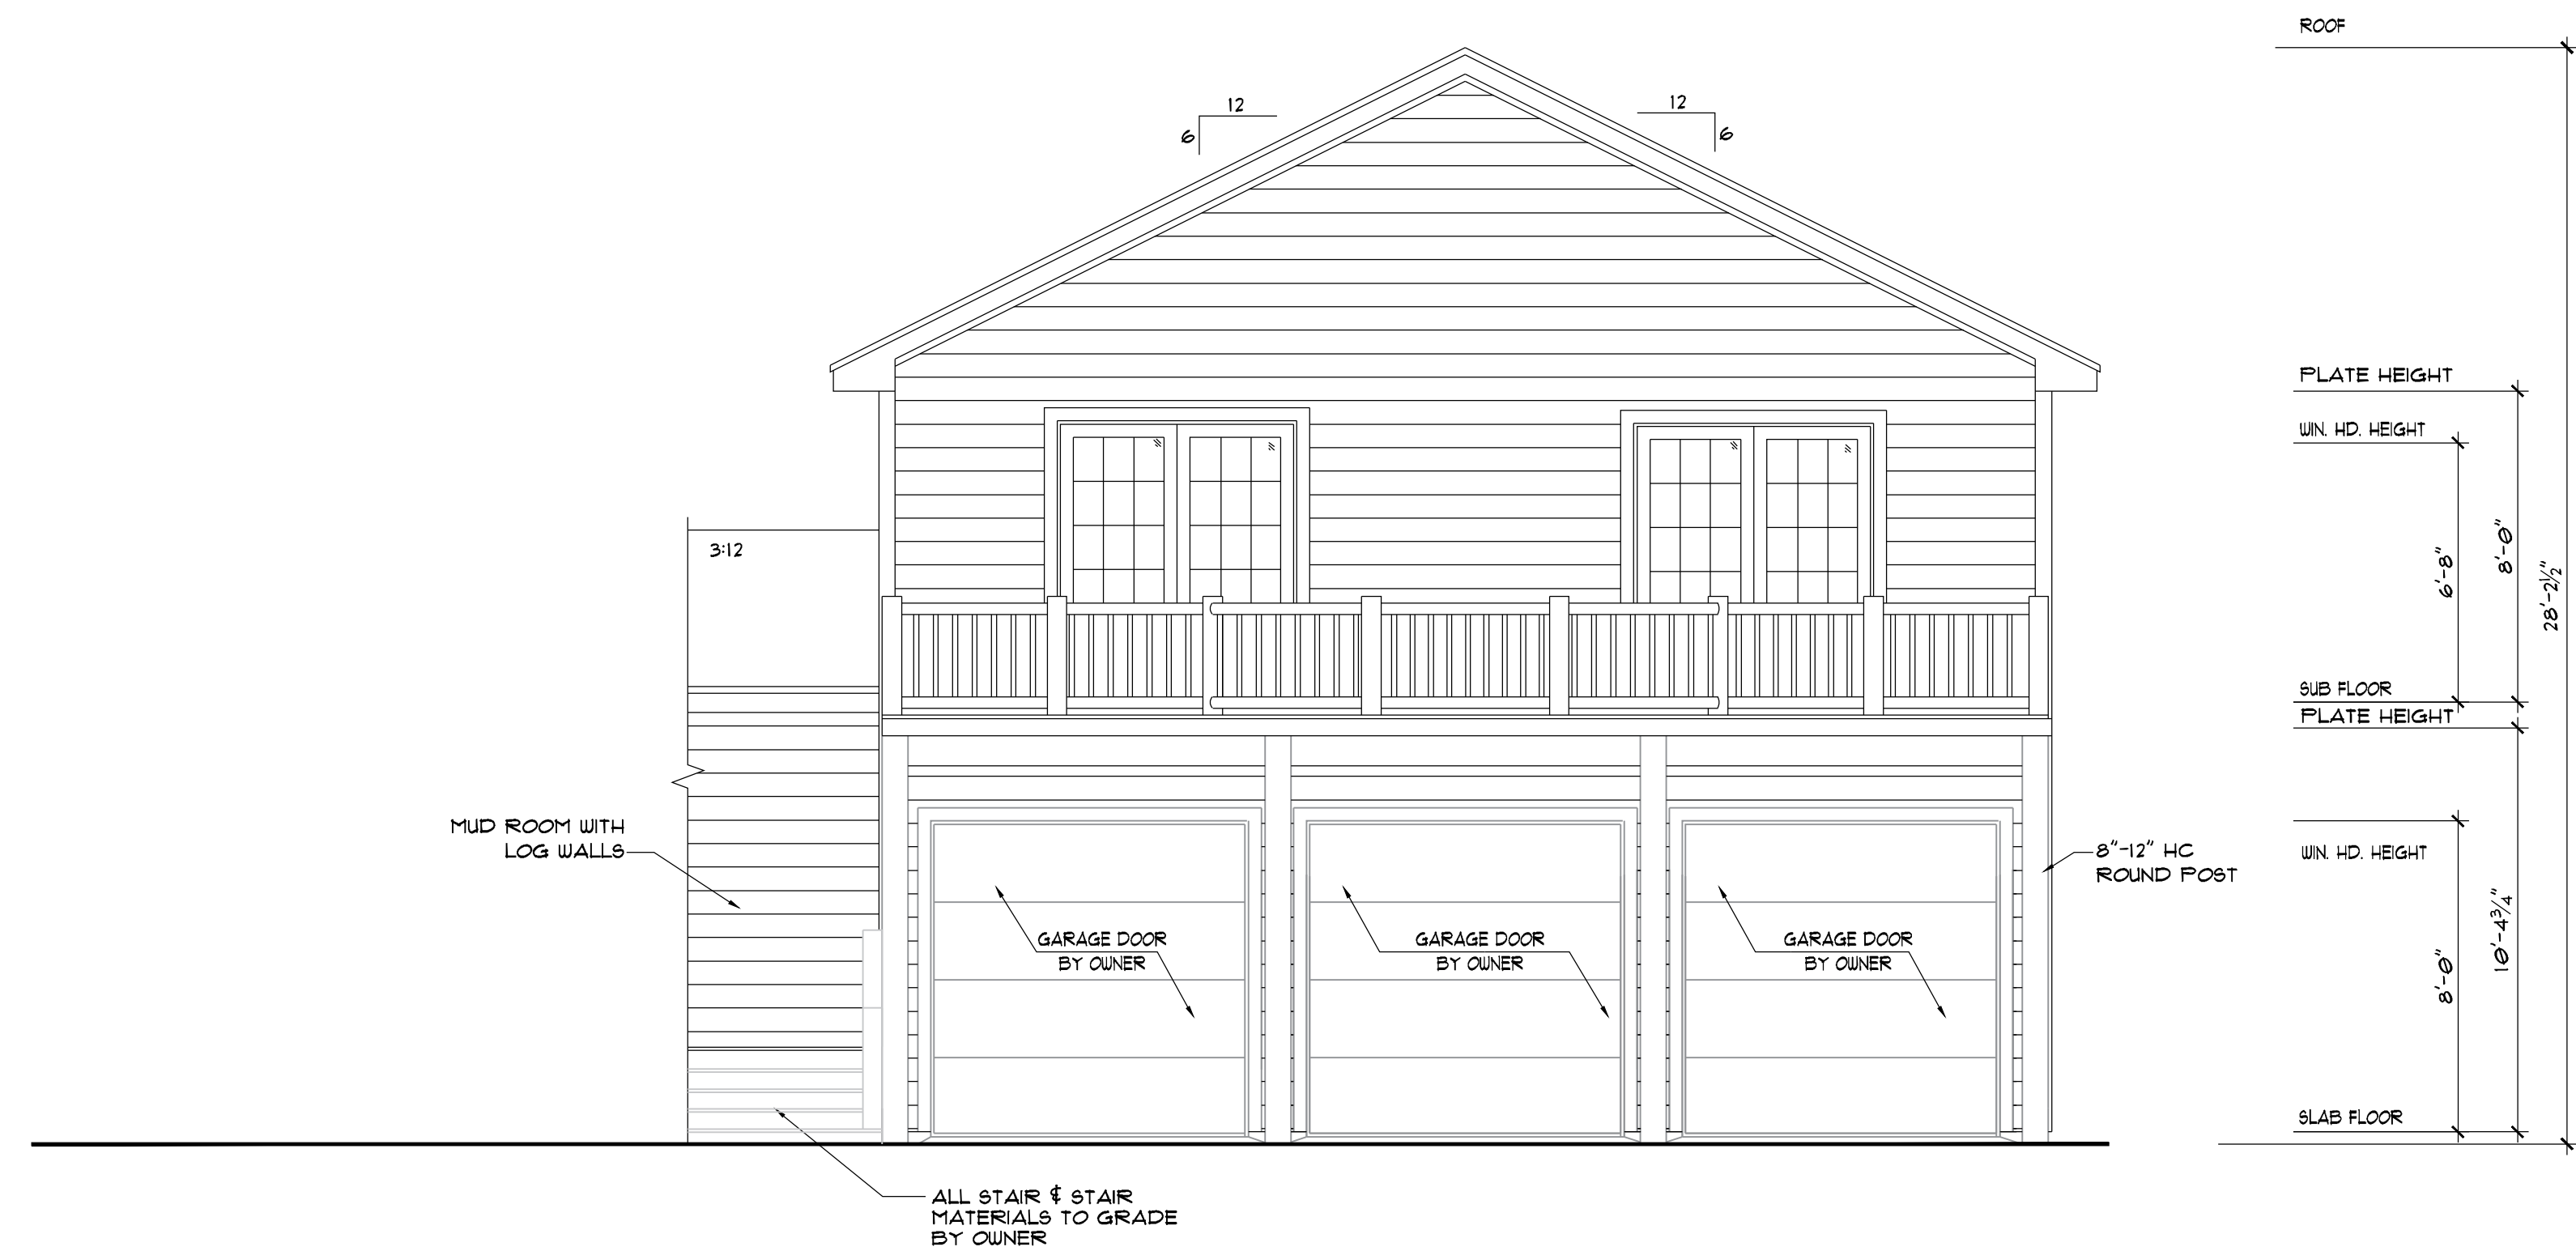 ROOF
12
6
12
6
PLATE HEIGHT
WIN. HD. HEIGHT
3:12
6'-8"
8'-0"
28'-2½"
SUB FLOOR
PLATE HEIGHT
MUD ROOM WITH
LOG WALLS
8"-12" HC
ROUND POST
WIN. HD. HEIGHT
GARAGE DOOR
BY OWNER
GARAGE DOOR
BY OWNER
GARAGE DOOR
BY OWNER
8'-0"
10'-4¾"
SLAB FLOOR
ALL STAIR & STAIR
MATERIALS TO GRADE
BY OWNER